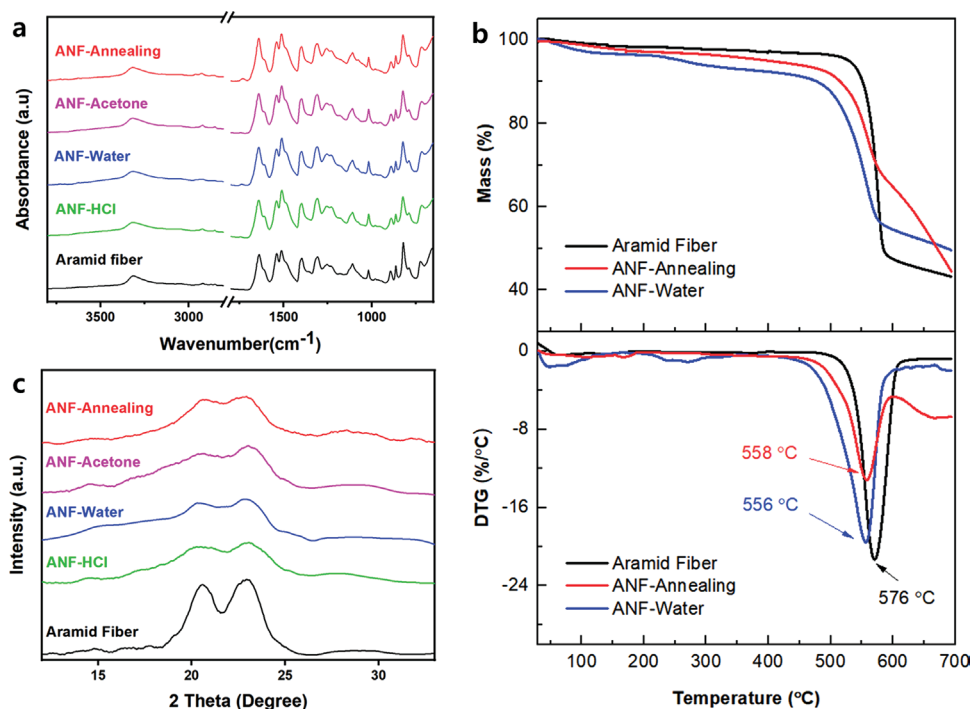 a
Absorbance (a.u)
ANF-Annealing
ANF-Acetone
ANF-Water
ANF-HCl
Aramid fiber
3500 3000 1500 1000
Wavenumber(cm-1)
b
Mass (%)
100
80
60
40
Aramid Fiber
ANF-Annealing
ANF-Water
DTG (%/°C)
0
-8
-16
-24
558 °C
556 °C
576 °C
Aramid Fiber
ANF-Annealing
ANF-Water
100 200 300 400 500 600 700
Temperature (°C)
c
Intensity (a.u.)
ANF-Annealing
ANF-Acetone
ANF-Water
ANF-HCl
Aramid Fiber
15 20 25 30
2 Theta (Degree)